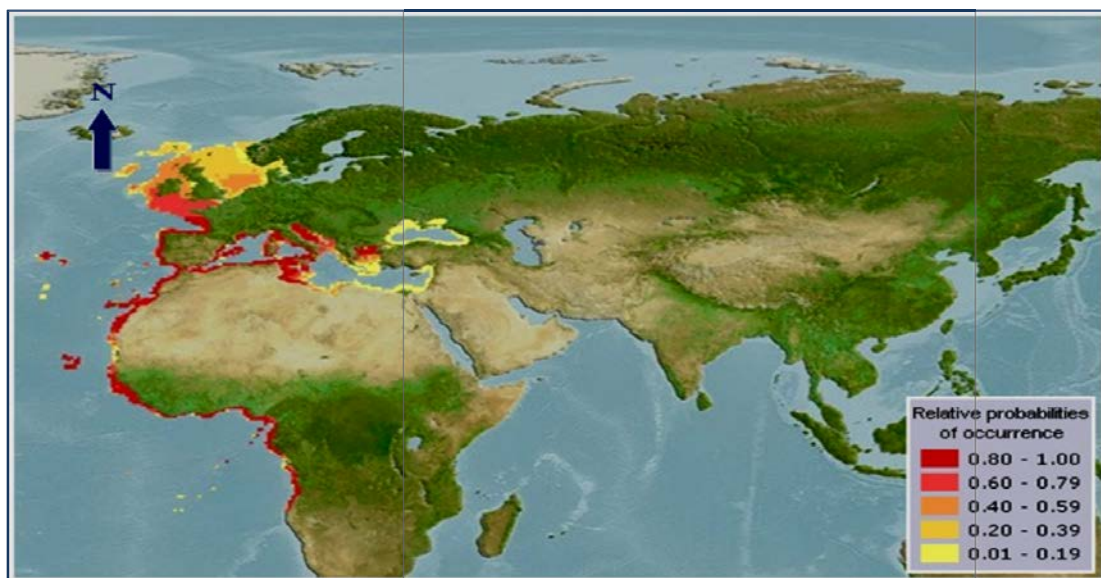 N
Relative probabilities
of occurrence
0.80 - 1.00
0.60 - 0.79
0.40 - 0.59
0.20 - 0.39
0.01 - 0.19